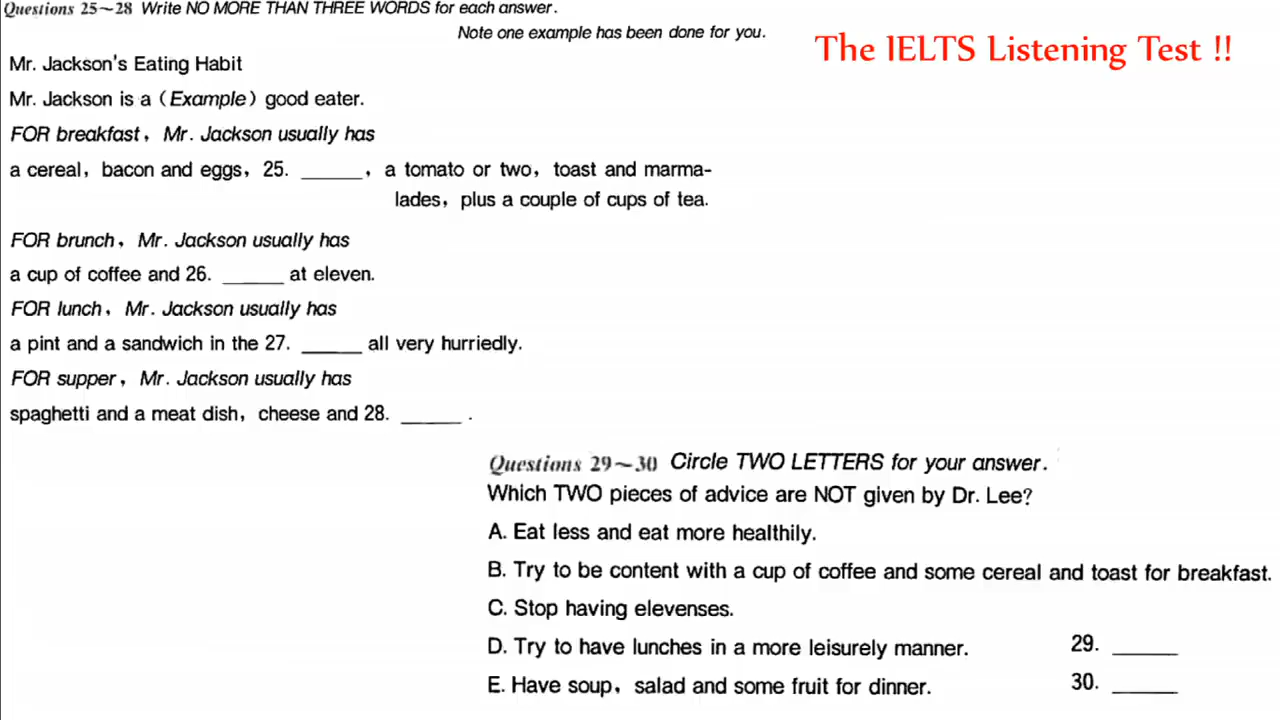 Questions 25~28 Write NO MORE THAN THREE WORDS for each answer.
Note one example has been done for you.
The IELTS Listening Test !!
Mr. Jackson's Eating Habit
Mr. Jackson is a (Example) good eater.
FOR breakfast, Mr. Jackson usually has
a cereal, bacon and eggs, 25. ______, a tomato or two, toast and marma-
lades, plus a couple of cups of tea.
FOR brunch, Mr. Jackson usually has
a cup of coffee and 26. ______ at eleven.
FOR lunch, Mr. Jackson usually has
a pint and a sandwich in the 27. ______ all very hurriedly.
FOR supper, Mr. Jackson usually has
spaghetti and a meat dish, cheese and 28. ______ .
Questions 29~30 Circle TWO LETTERS for your answer.
Which TWO pieces of advice are NOT given by Dr. Lee?
A. Eat less and eat more healthily.
B. Try to be content with a cup of coffee and some cereal and toast for breakfast.
C. Stop having elevenses.
D. Try to have lunches in a more leisurely manner.
29. ______
E. Have soup, salad and some fruit for dinner.
30. ______